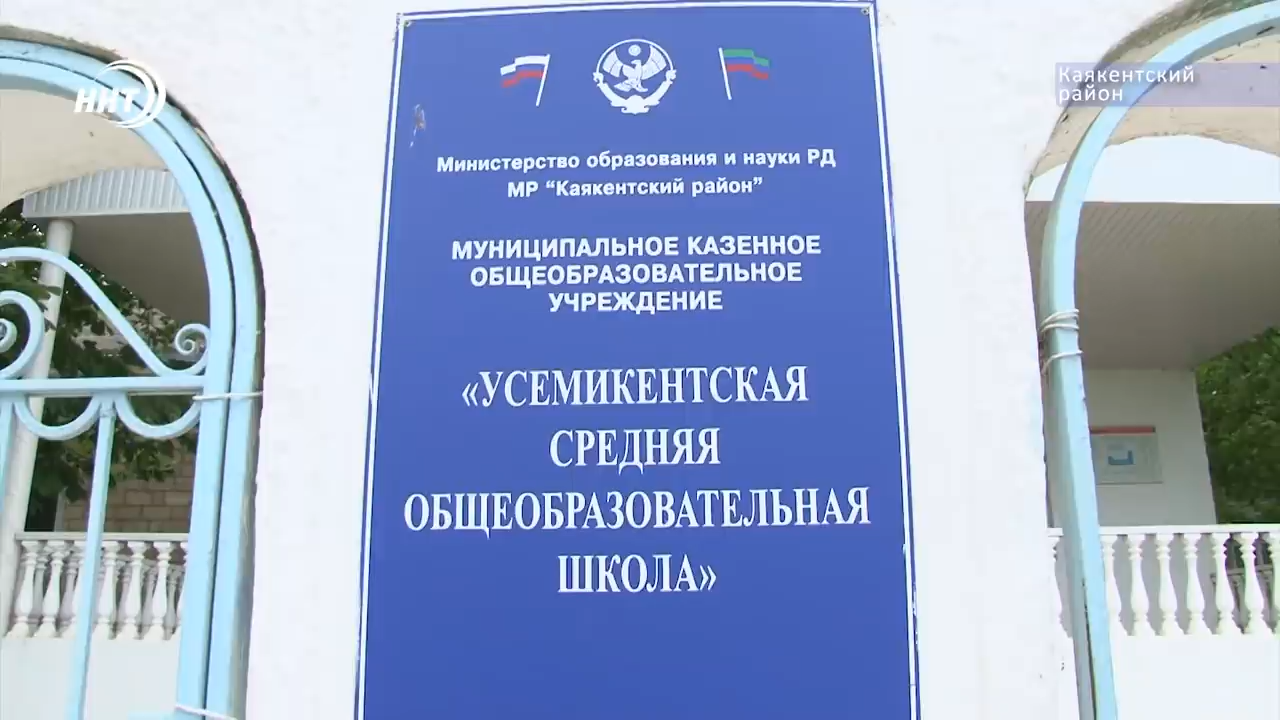 ННТ
Каякентский
район
Министерство образования и науки РД
МР "Каякентский район"
МУНИЦИПАЛЬНОЕ КАЗЕННОЕ
ОБЩЕОБРАЗОВАТЕЛЬНОЕ
УЧРЕЖДЕНИЕ
«УСЕМИКЕНТСКАЯ
СРЕДНЯЯ
ОБЩЕОБРАЗОВАТЕЛЬНАЯ
ШКОЛА»